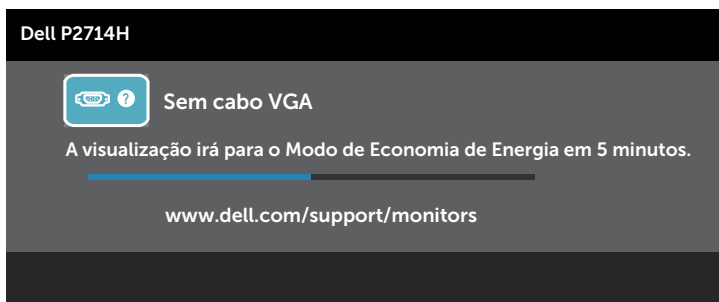 Dell P2714H
Sem cabo VGA
A visualização irá para o Modo de Economia de Energia em 5 minutos.
www.dell.com/support/monitors